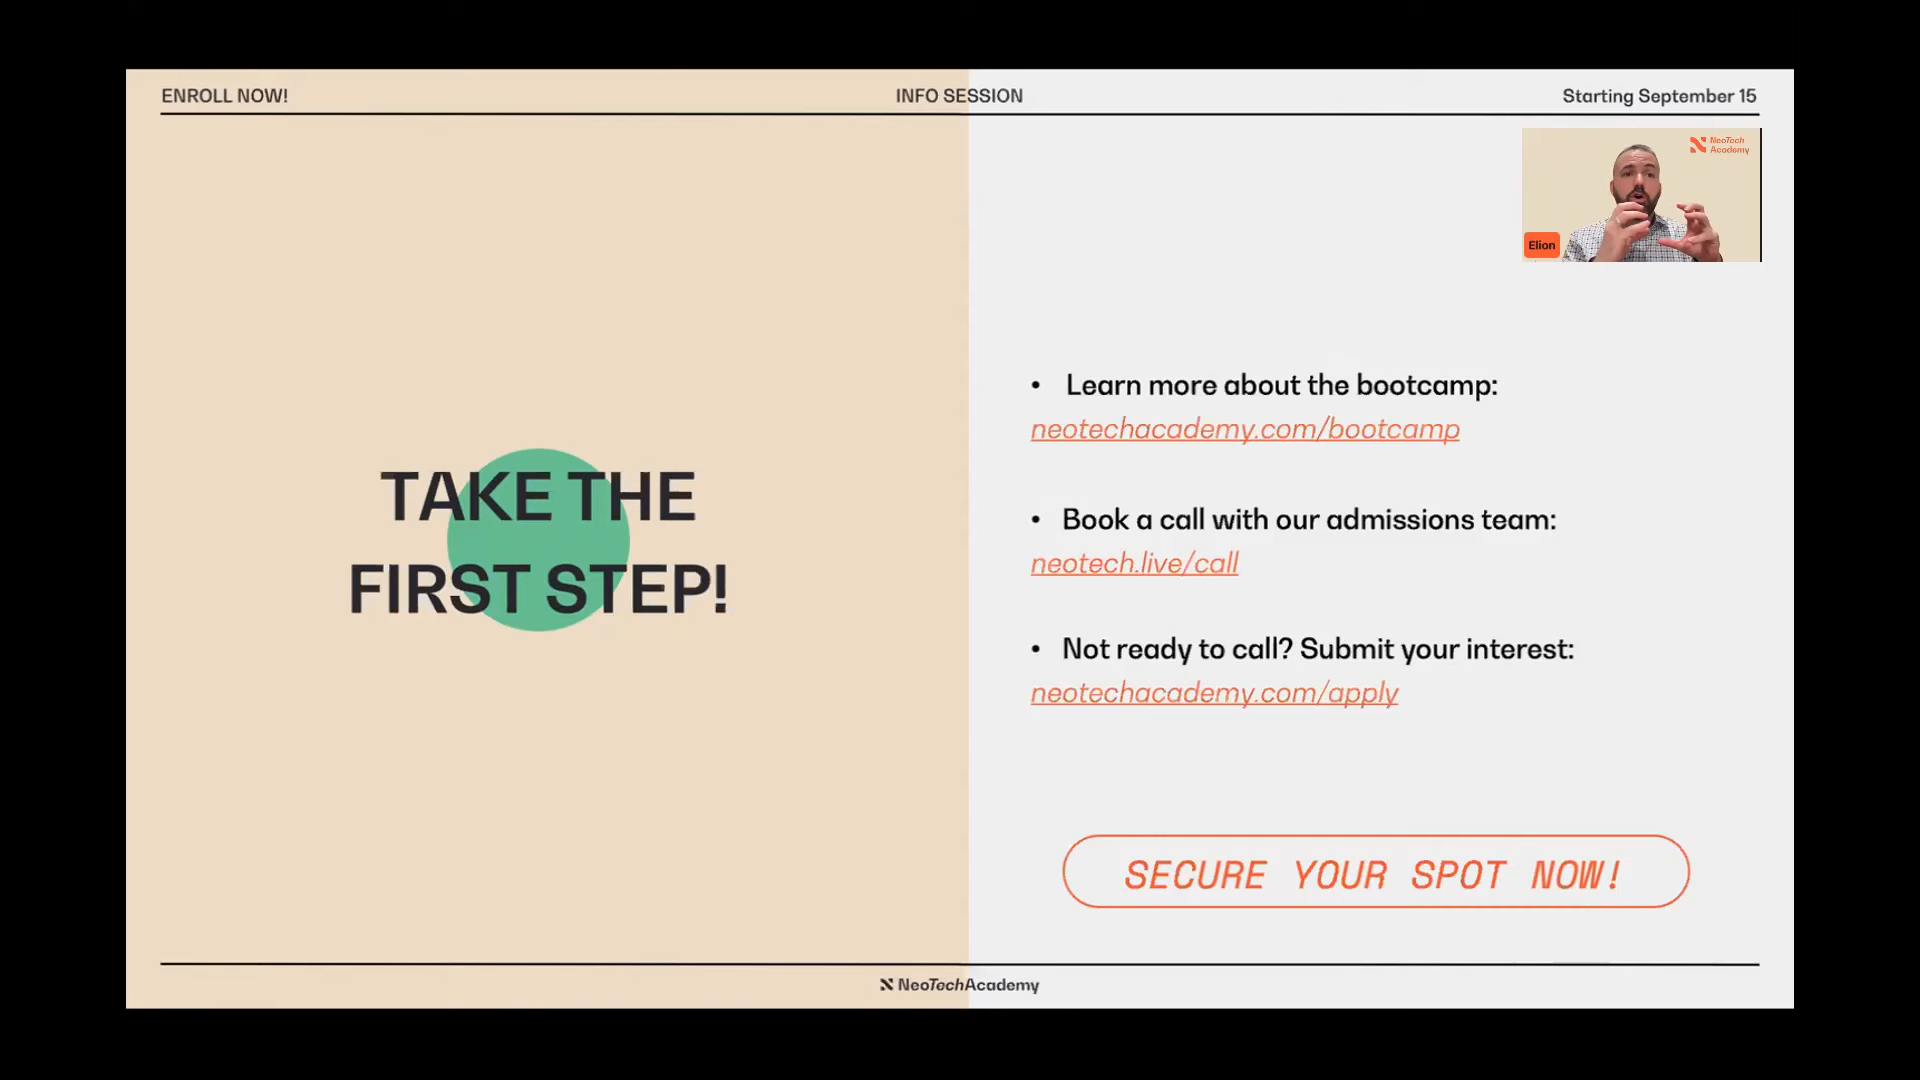 ENROLL NOW!
INFO SESSION
Starting September 15
NeoTech
Academy
Elion
TAKE THE
FIRST STEP!
• Learn more about the bootcamp:
neotechacademy.com/bootcamp
• Book a call with our admissions team:
neotech.live/call
• Not ready to call? Submit your interest:
neotechacademy.com/apply
SECURE YOUR SPOT NOW!
NeoTechAcademy